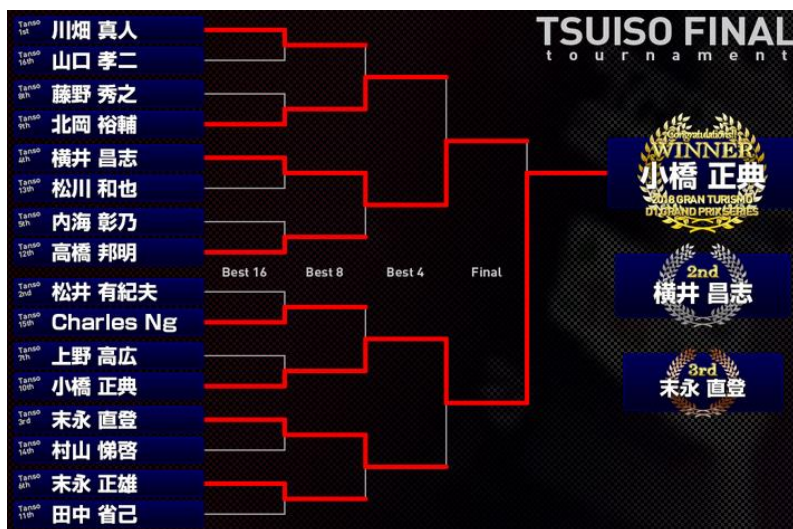 TSUISO FINAL
tournament
Tanso 1st 川畑 真人
Tanso 16th 山口 孝二
Tanso 8th 藤野 秀之
Tanso 9th 北岡 裕輔
Tanso 4th 横井 昌志
Tanso 13th 松川 和也
Tanso 5th 内海 彰乃
Tanso 12th 高橋 邦明
Best 16 Best 8 Best 4 Final
Tanso 2nd 松井 有紀夫
Tanso 15th Charles Ng
Tanso 7th 上野 高広
Tanso 10th 小橋 正典
Tanso 3rd 末永 直登
Tanso 14th 村山 悌啓
Tanso 6th 末永 正雄
Tanso 11th 田中 省己
Congratulations!!
WINNER
小橋 正典
2018 GRAN TURISMO
D1 GRAND PRIX SERIES
2nd
横井 昌志
3rd
末永 直登